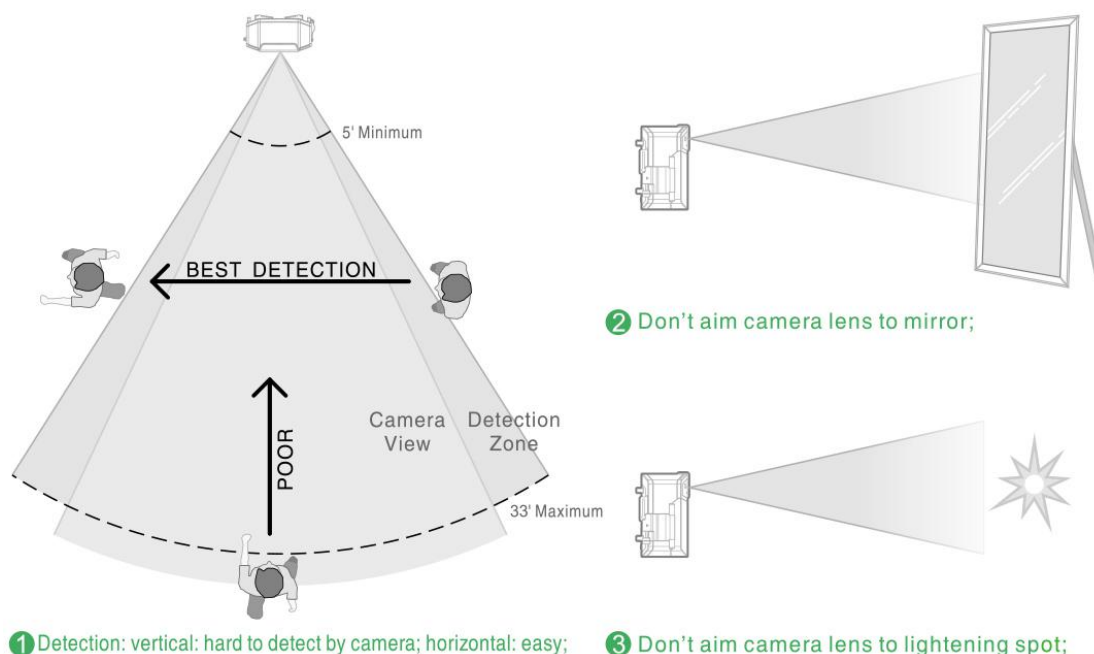 5' Minimum
BEST DETECTION
POOR
Camera
View
Detection
Zone
33' Maximum
1 Detection: vertical: hard to detect by camera; horizontal: easy;
2 Don't aim camera lens to mirror;
3 Don't aim camera lens to lightening spot;